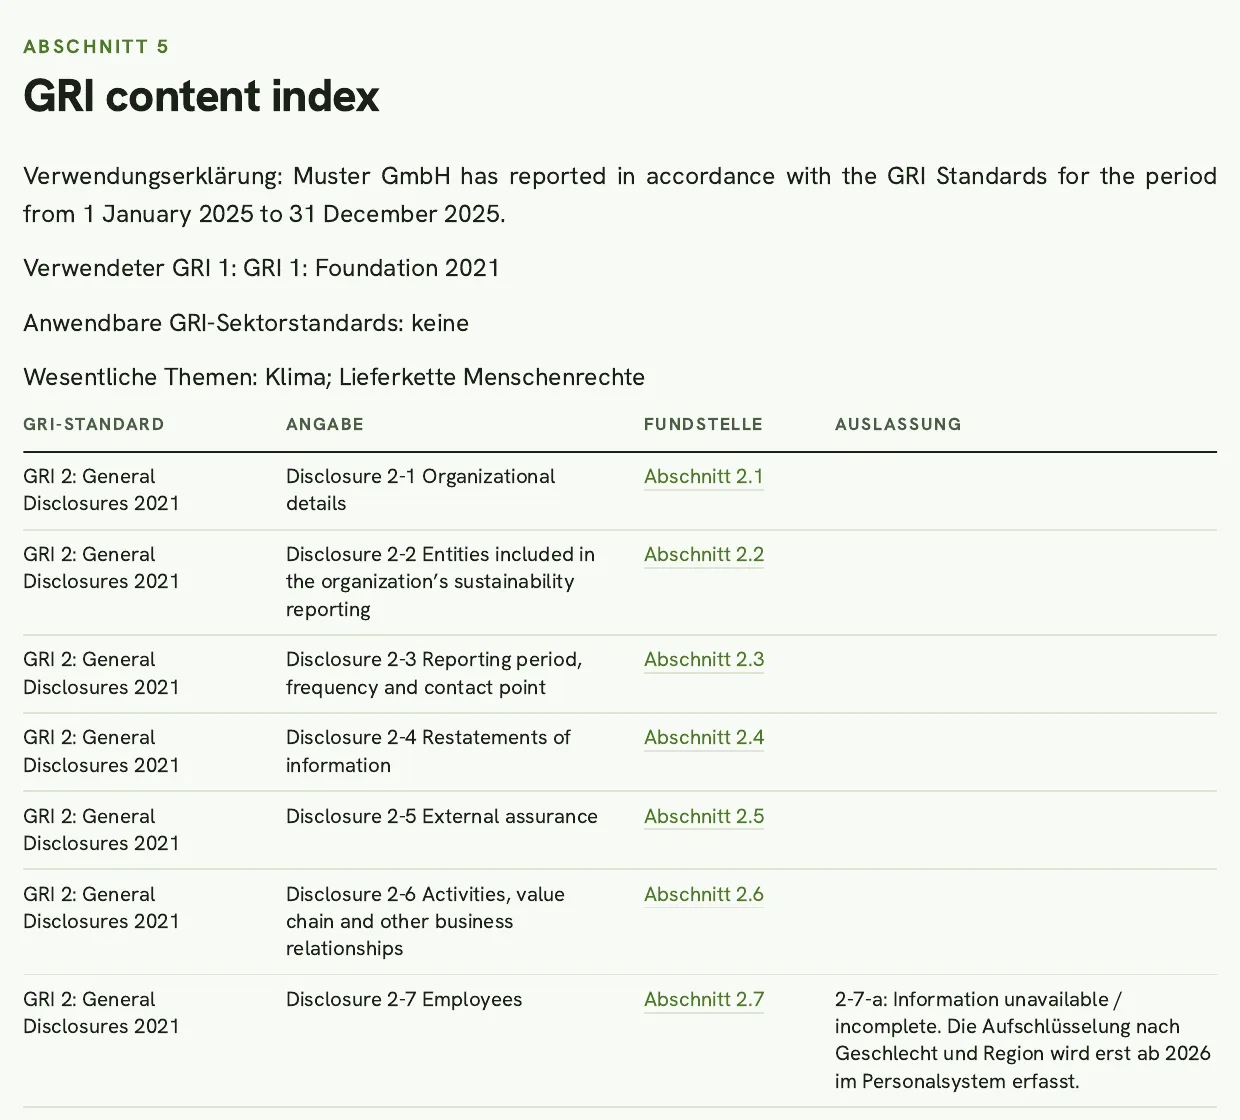 ABSCHNITT 5
GRI content index
Verwendungserklärung: Muster GmbH has reported in accordance with the GRI Standards for the period
from 1 January 2025 to 31 December 2025.
Verwendeter GRI 1: GRI 1: Foundation 2021
Anwendbare GRI-Sektorstandards: keine
Wesentliche Themen: Klima; Lieferkette Menschenrechte
GRI-STANDARD ANGABE FUNDSTELLE AUSLASSUNG
GRI 2: General Disclosure 2-1 Organizational Abschnitt 2.1
Disclosures 2021 details
GRI 2: General Disclosure 2-2 Entities included in Abschnitt 2.2
Disclosures 2021 the organization’s sustainability
reporting
GRI 2: General Disclosure 2-3 Reporting period, Abschnitt 2.3
Disclosures 2021 frequency and contact point
GRI 2: General Disclosure 2-4 Restatements of Abschnitt 2.4
Disclosures 2021 information
GRI 2: General Disclosure 2-5 External assurance Abschnitt 2.5
Disclosures 2021
GRI 2: General Disclosure 2-6 Activities, value Abschnitt 2.6
Disclosures 2021 chain and other business
relationships
GRI 2: General Disclosure 2-7 Employees Abschnitt 2.7 2-7-a: Information unavailable /
Disclosures 2021 incomplete. Die Aufschlüsselung nach
Geschlecht und Region wird erst ab 2026
im Personalsystem erfasst.